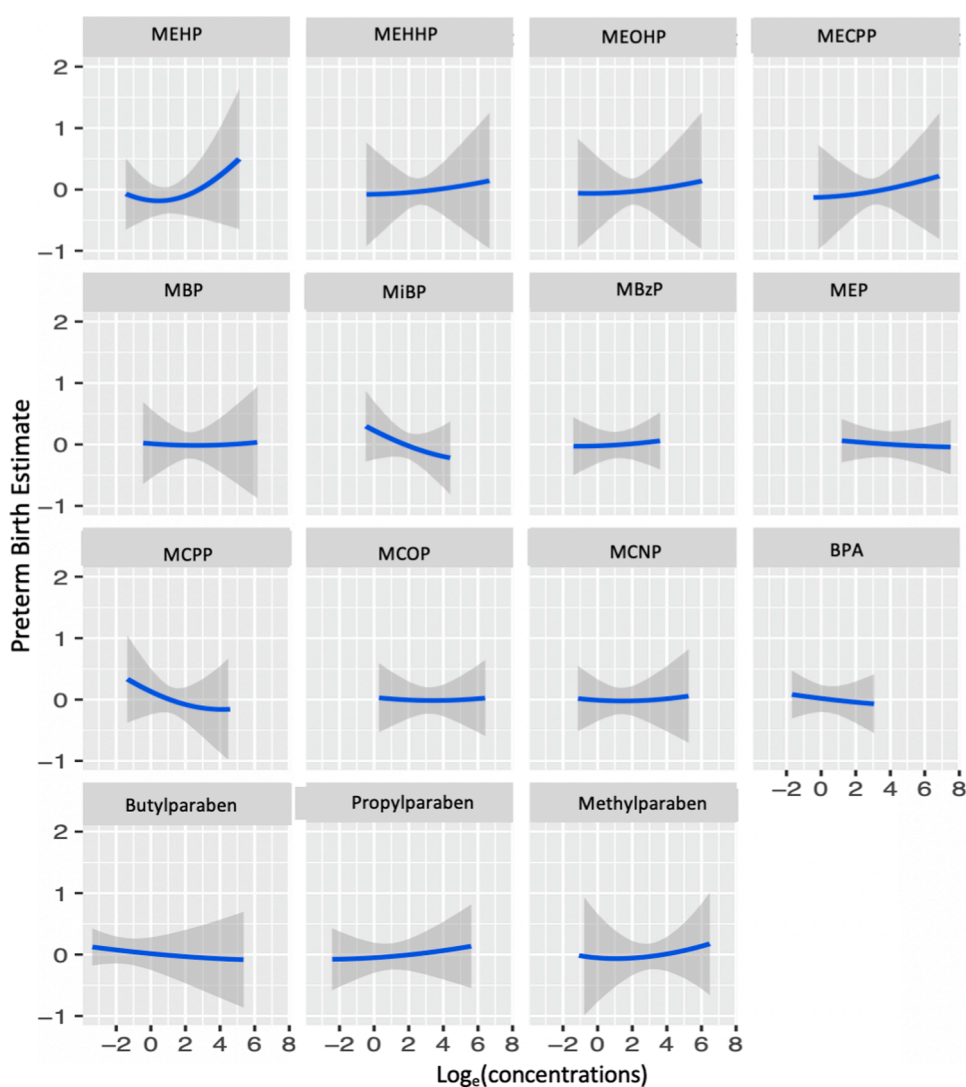 MEHP MEHHP MEOHP MECPP
2
1
0
−1
MBP MiBP MBzP MEP
2
1
0
−1
MCPP MCOP MCNP BPA
2
1
0
−1
−2 0 2 4 6 8
Butylparaben Propylparaben Methylparaben
2
1
0
−1
−2 0 2 4 6 8 −2 0 2 4 6 8 −2 0 2 4 6 8
Preterm Birth Estimate
Logₑ(concentrations)